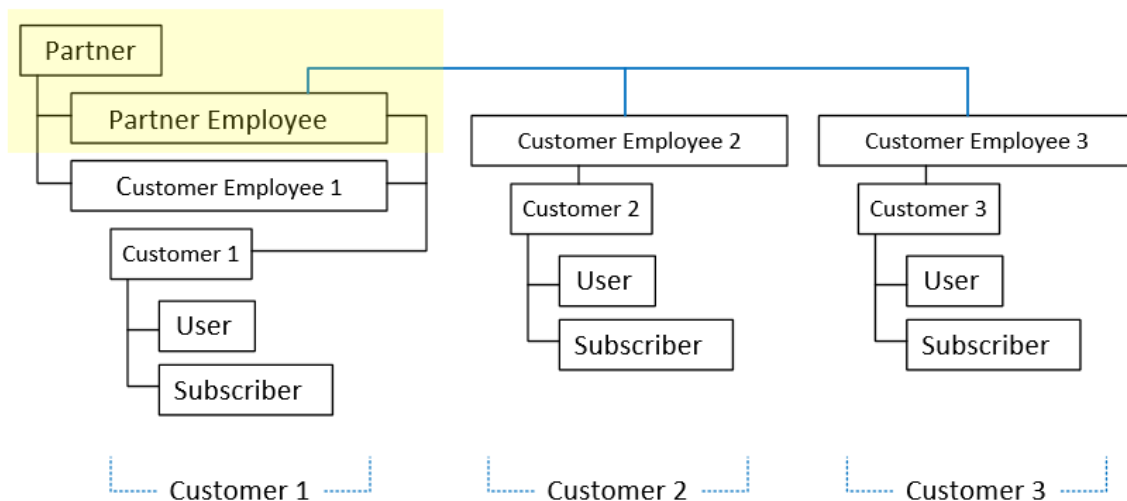 Partner
Partner Employee
Customer Employee 1
Customer 1
User
Subscriber
Customer Employee 2
Customer 2
User
Subscriber
Customer Employee 3
Customer 3
User
Subscriber
Customer 1
Customer 2
Customer 3